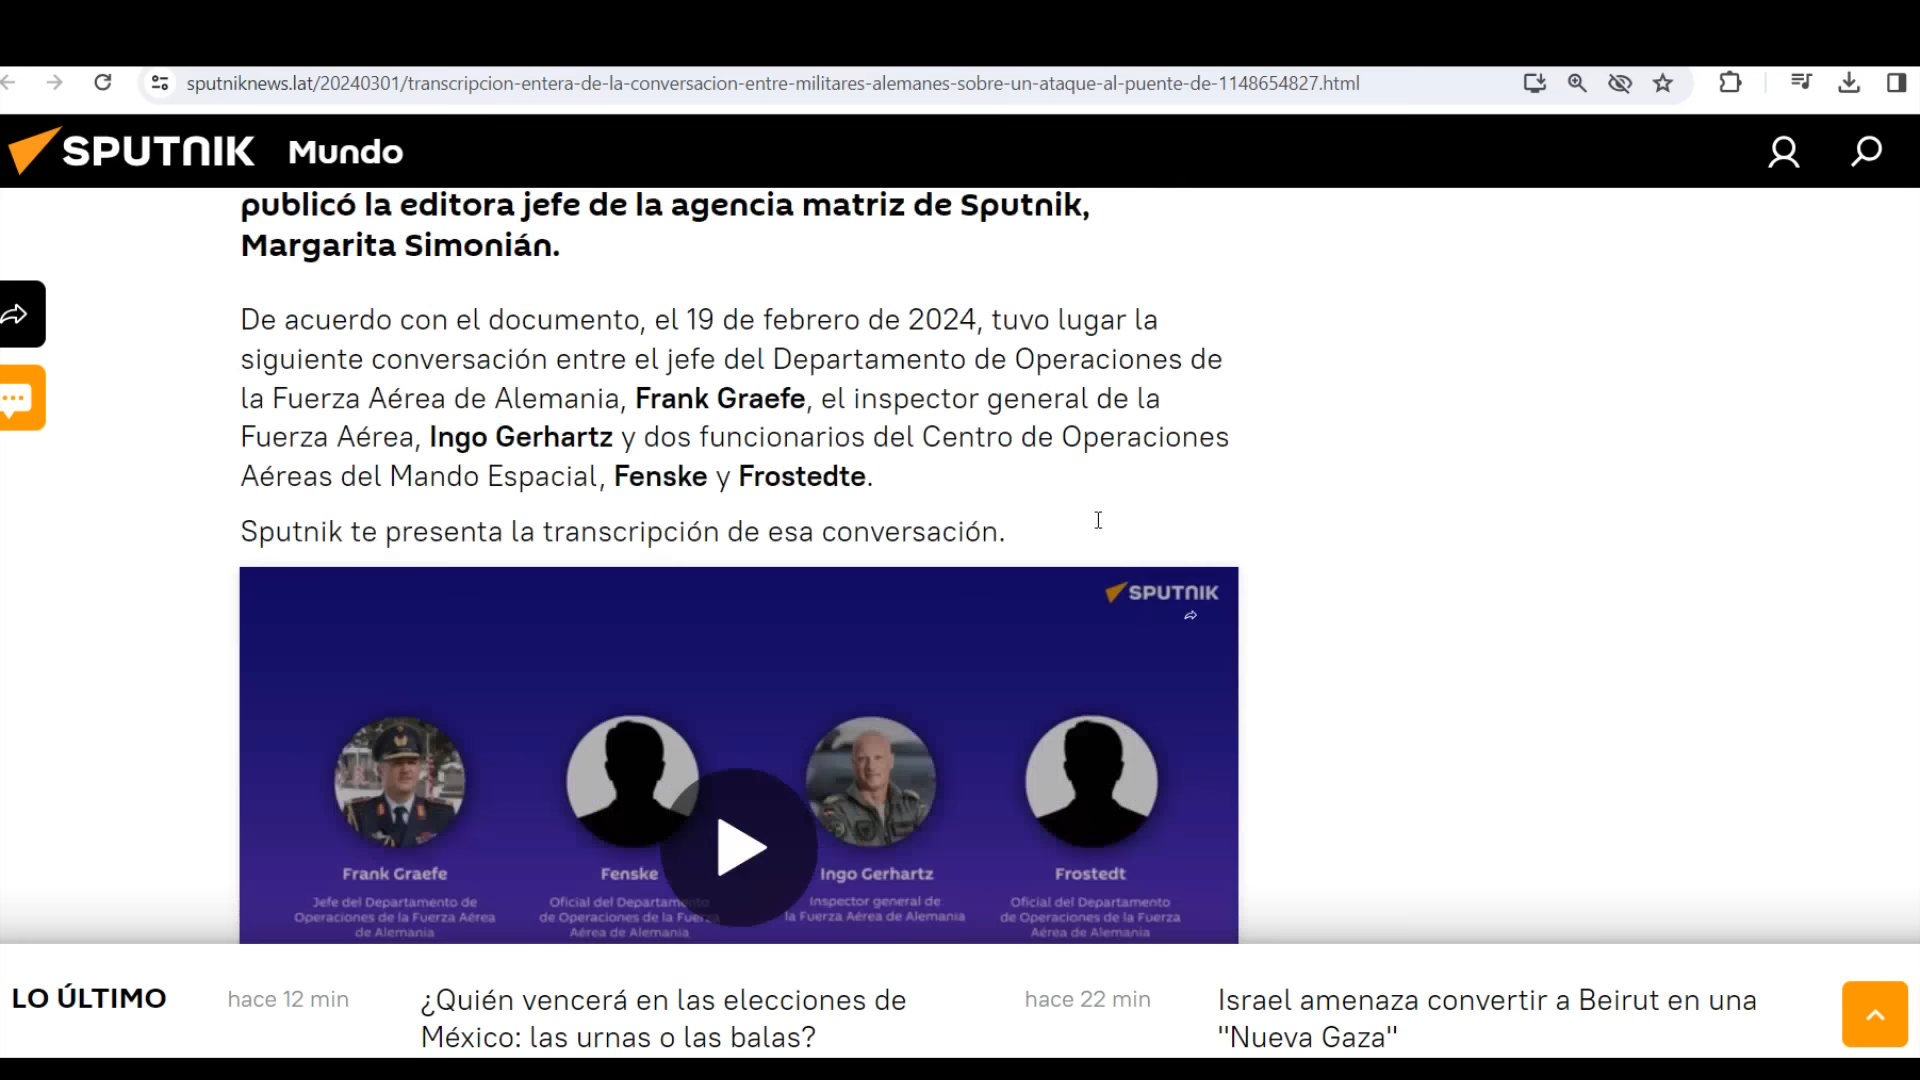 sputniknews.lat/20240301/transcripcion-entera-de-la-conversacion-entre-militares-alemanes-sobre-un-ataque-al-puente-de-1148654827.html
SPUTNIK Mundo
publicó la editora jefe de la agencia matriz de Sputnik,
Margarita Simonián.
De acuerdo con el documento, el 19 de febrero de 2024, tuvo lugar la
siguiente conversación entre el jefe del Departamento de Operaciones de
la Fuerza Aérea de Alemania, Frank Graefe, el inspector general de la
Fuerza Aérea, Ingo Gerhartz y dos funcionarios del Centro de Operaciones
Aéreas del Mando Espacial, Fenske y Frostedte.
Sputnik te presenta la transcripción de esa conversación.
SPUTNIK
Frank Graefe
Jefe del Departamento de
Operaciones de la Fuerza Aérea
de Alemania
Fenske
Oficial del Departamento
de Operaciones de la Fuerza
Aérea de Alemania
Ingo Gerhartz
Inspector general de
la Fuerza Aérea de Alemania
Frostedt
Oficial del Departamento
de Operaciones de la Fuerza
Aérea de Alemania
LO ÚLTIMO
hace 12 min
¿Quién vencerá en las elecciones de
México: las urnas o las balas?
hace 22 min
Israel amenaza convertir a Beirut en una
"Nueva Gaza"